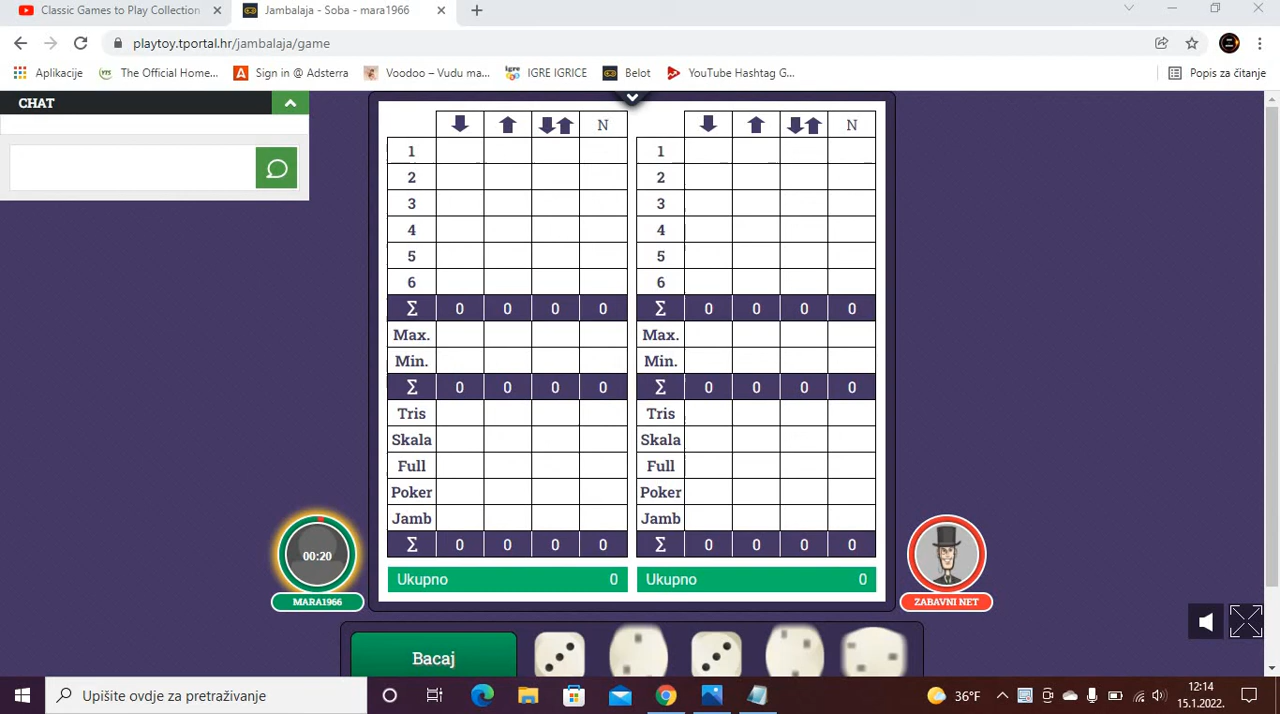 Classic Games to Play Collection
Jambalaja - Soba - mara1966
playtoy.tportal.hr/jambalaja/game
Aplikacije The Official Home... Sign in @ Adsterra Voodoo – Vudu ma... igre IGRE IGRICE Belot YouTube Hashtag G... Popis za čitanje
CHAT
N N
1 1
2 2
3 3
4 4
5 5
6 6
Σ 0 0 0 0 Σ 0 0 0 0
Max. Max.
Min. Min.
Σ 0 0 0 0 Σ 0 0 0 0
Tris Tris
Skala Skala
Full Full
Poker Poker
Jamb Jamb
Σ 0 0 0 0 Σ 0 0 0 0
00:20
Ukupno 0 Ukupno 0
MARA1966 ZABAVNI NET
Bacaj
Upišite ovdje za pretraživanje
36°F
12:14
15.1.2022.